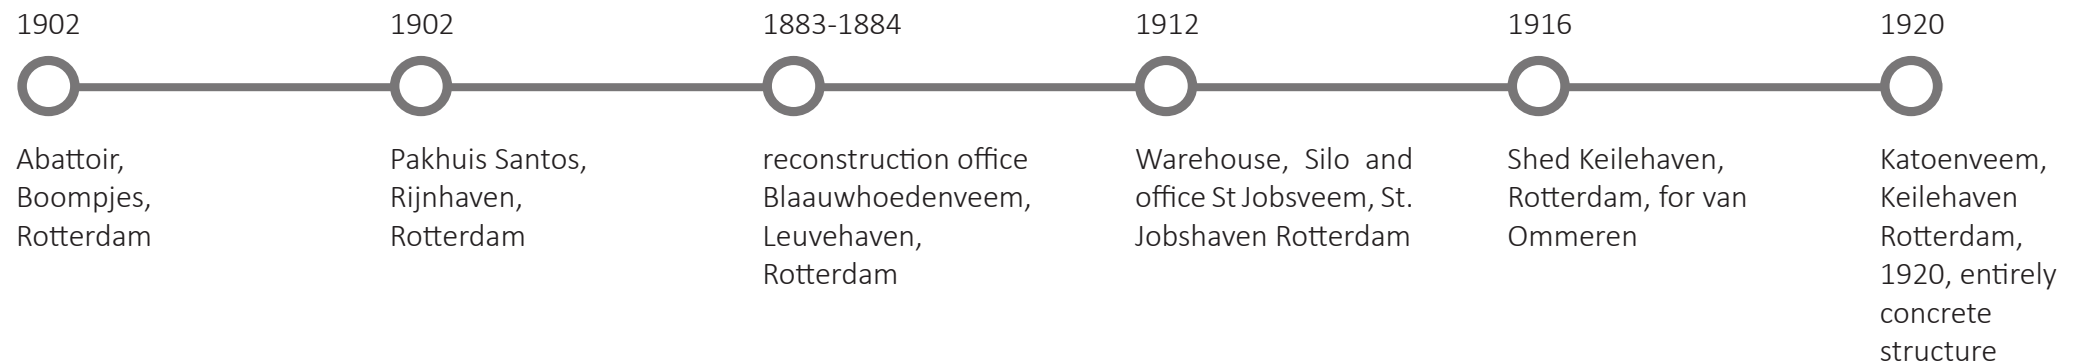 1902
Abattoir,
Boompjes,
Rotterdam
1902
Pakhuis Santos,
Rijnhaven,
Rotterdam
1883-1884
reconstruction office
Blaauwhoedenveem,
Leuvehaven,
Rotterdam
1912
Warehouse, Silo and
office St Jobsveem, St.
Jobshaven Rotterdam
1916
Shed Keilehaven,
Rotterdam, for van
Ommeren
1920
Katoenveem,
Keilehaven
Rotterdam,
1920, entirely
concrete
structure